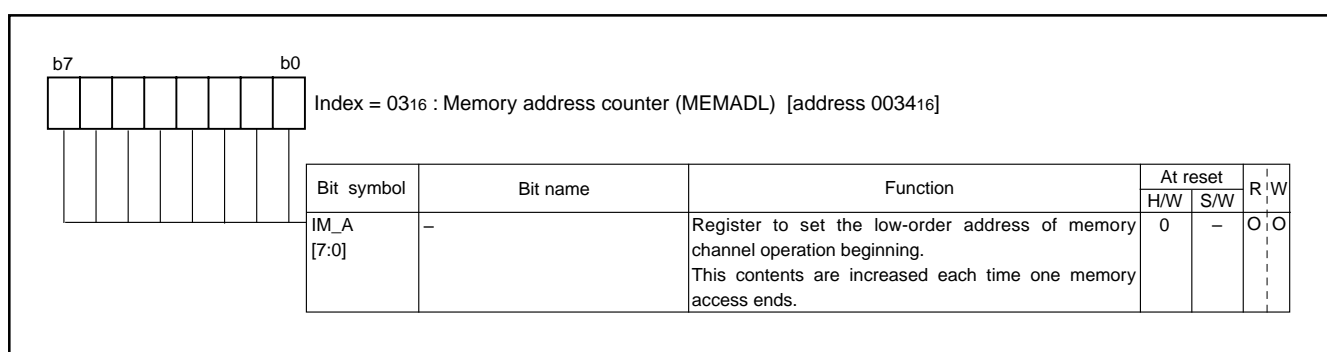 b7 b0
Index = 0316 : Memory address counter (MEMADL) [address 003416]
Bit symbol Bit name Function At reset R W
H/W S/W
IM_A – Register to set the low-order address of memory 0 – O O
[7:0] channel operation beginning.
This contents are increased each time one memory
access ends.